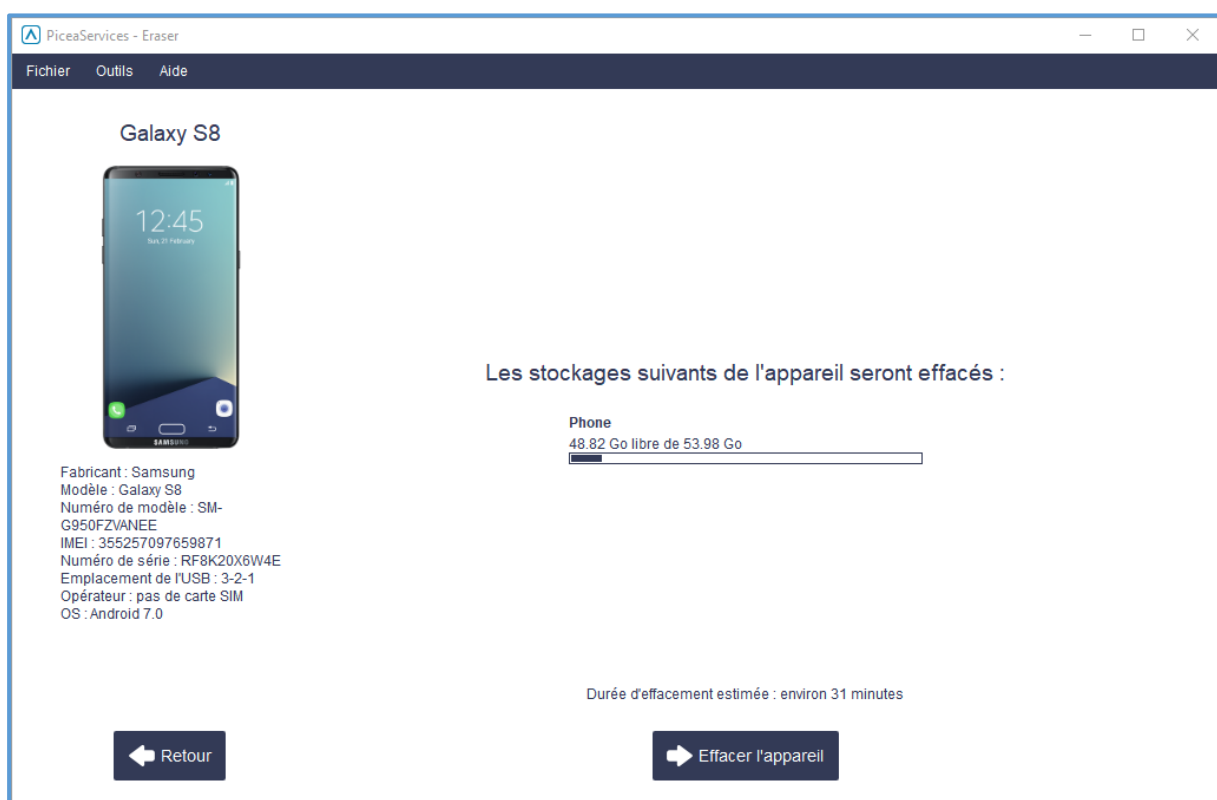 PiceaServices - Eraser
Fichier Outils Aide
Galaxy S8
12:45
Sun, 21 February
SAMSUNG
Fabricant : Samsung
Modèle : Galaxy S8
Numéro de modèle : SM-
G950FZVANEE
IMEI : 355257097659871
Numéro de série : RF8K20X6W4E
Emplacement de l'USB : 3-2-1
Opérateur : pas de carte SIM
OS : Android 7.0
Les stockages suivants de l'appareil seront effacés :
Phone
48.82 Go libre de 53.98 Go
Durée d'effacement estimée : environ 31 minutes
Retour
Effacer l'appareil